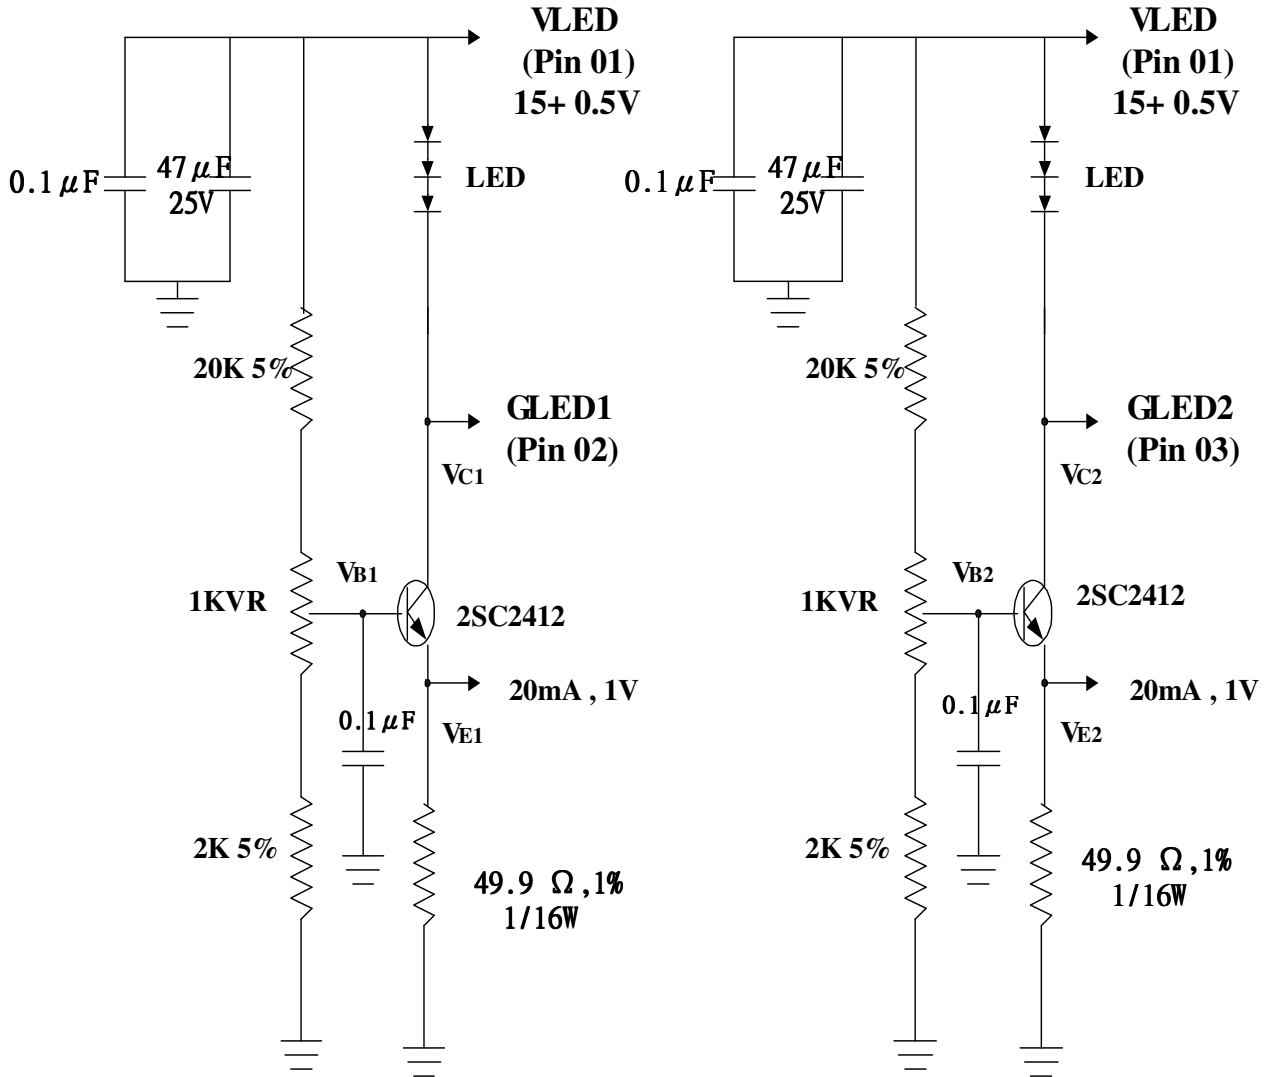 VLED
(Pin 01)
15+ 0.5V
0.1μF
47μF
25V
LED
20K 5%
GLED1
(Pin 02)
VC1
VB1
1KVR
2SC2412
20mA , 1V
0.1μF
VE1
2K 5%
49.9 Ω ,1%
1/16W
VLED
(Pin 01)
15+ 0.5V
0.1μF
47μF
25V
LED
20K 5%
GLED2
(Pin 03)
VC2
VB2
1KVR
2SC2412
20mA , 1V
0.1μF
VE2
2K 5%
49.9 Ω ,1%
1/16W